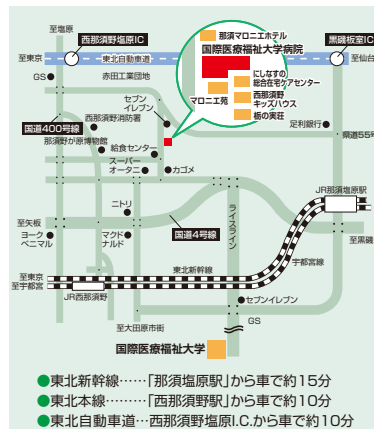 至塩原
西那須野塩原IC
黒磯板室IC
至東京
東北自動車道
至仙台
那須マロニエホテル
国際医療福祉大学病院
にしなすの
総合在宅ケアセンター
西那須野
キッズハウス
マロニエ苑
栃の実荘
GS
赤田工業団地
セブン
イレブン
国道400号線
西那須野消防署
那須野が原博物館
給食センター
スーパー
オータニ
カゴメ
足利銀行
県道55号
JR那須塩原駅
ニトリ
至矢板
ヨーク
ベニマル
マクド
ナルド
国道4号線
ライスライン
至黒磯
宇都宮線
東北新幹線
至東京
至宇都宮
JR西那須野
セブンイレブン
GS
至大田原市街
国際医療福祉大学
●東北新幹線……「那須塩原駅」から車で約15分
●東北本線………「西那須野駅」から車で約10分
●東北自動車道…西那須野塩原I.C.から車で約10分